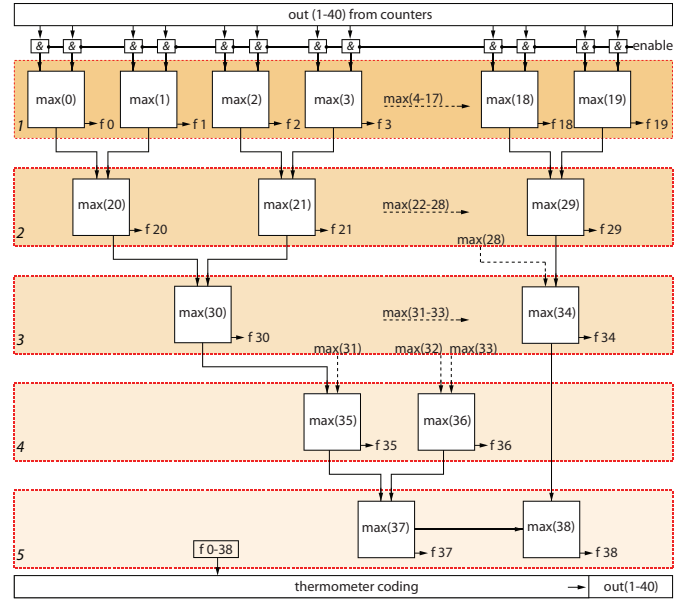 out (1-40) from counters
& & & & & & & & & & & & enable
max(0) max(1) max(2) max(3) max(4-17) max(18) max(19)
1 f 0 f 1 f 2 f 3 f 18 f 19
max(20) max(21) max(22-28) max(29)
2 f 20 f 21 f 29
max(28)
max(30) max(31-33) max(34)
3 f 30 f 34
max(31) max(32) max(33)
max(35) max(36)
4 f 35 f 36
max(37) max(38)
5 f 0-38 f 37 f 38
thermometer coding out(1-40)